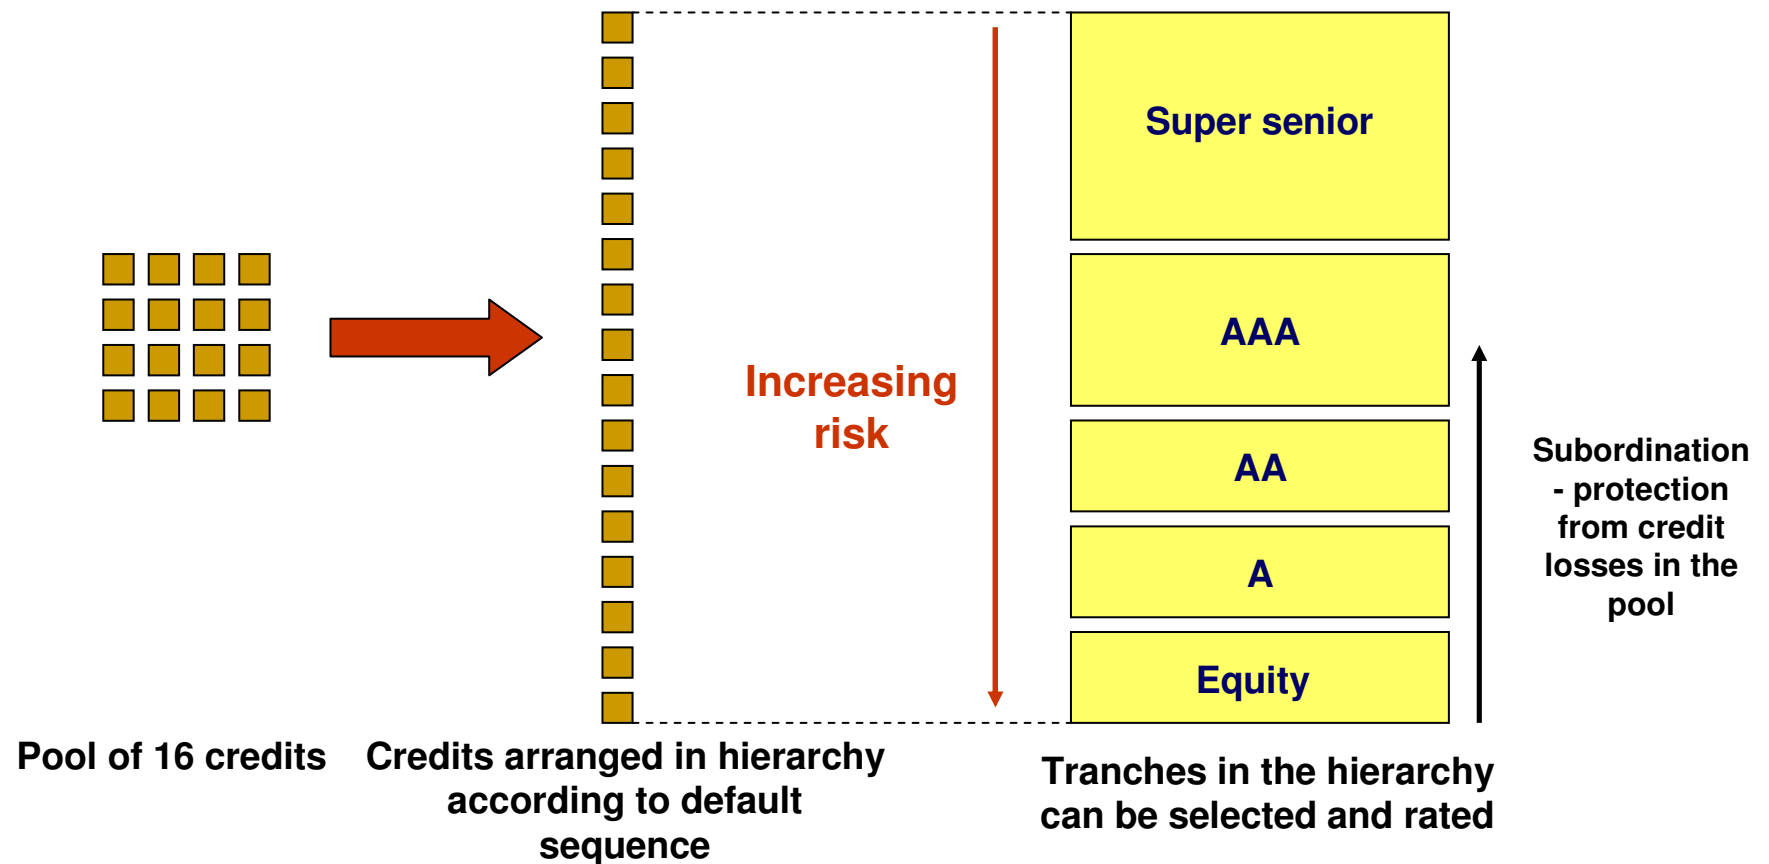 Super senior
AAA
Increasing
risk
AA
A
Equity
Subordination
- protection
from credit
losses in the
pool
Pool of 16 credits
Credits arranged in hierarchy
according to default
sequence
Tranches in the hierarchy
can be selected and rated